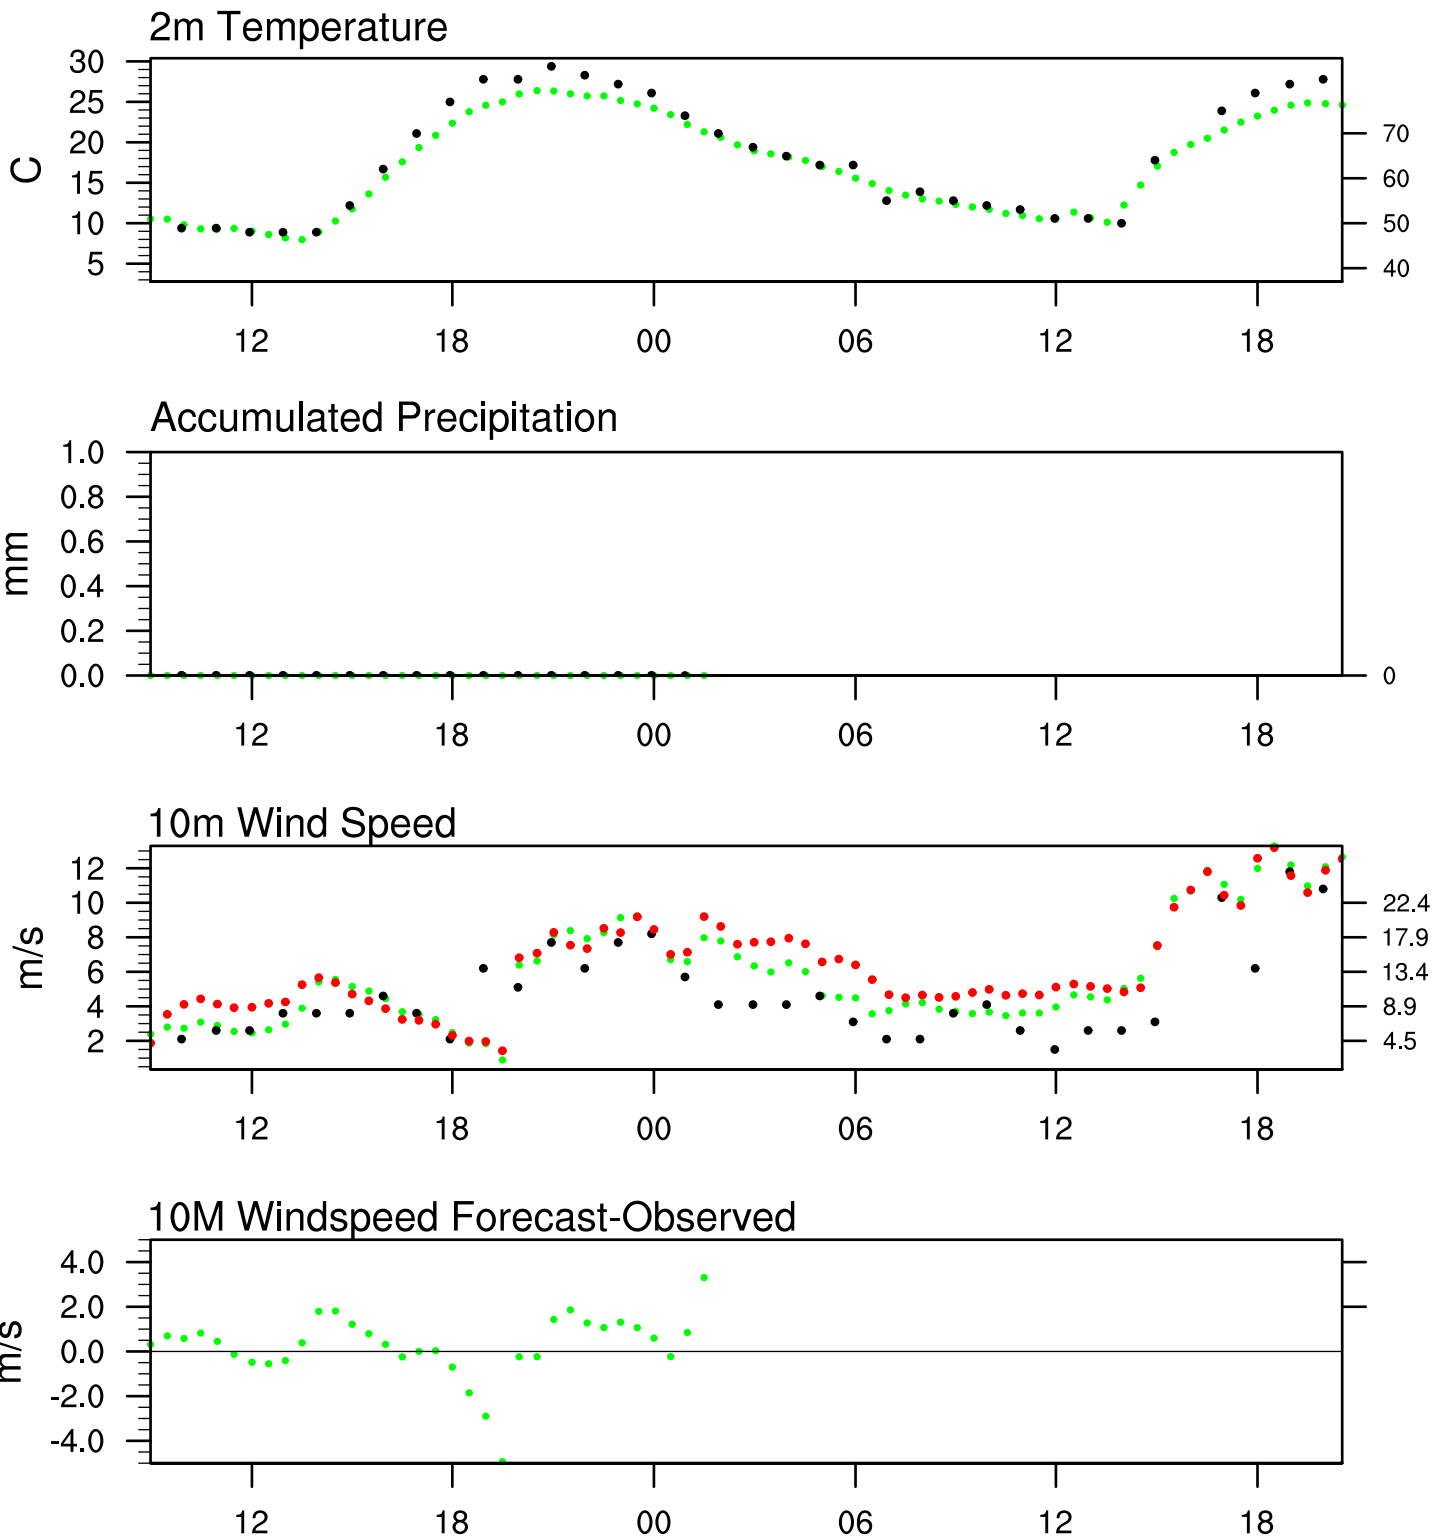 2m Temperature
30
25
20
15
10
5
C
70
60
50
40
12 18 00 06 12 18
Accumulated Precipitation
1.0
0.8
0.6
0.4
0.2
0.0
mm
0
12 18 00 06 12 18
10m Wind Speed
12
10
8
6
4
2
m/s
22.4
17.9
13.4
8.9
4.5
12 18 00 06 12 18
10M Windspeed Forecast-Observed
4.0
2.0
0.0
-2.0
-4.0
m/s
12 18 00 06 12 18